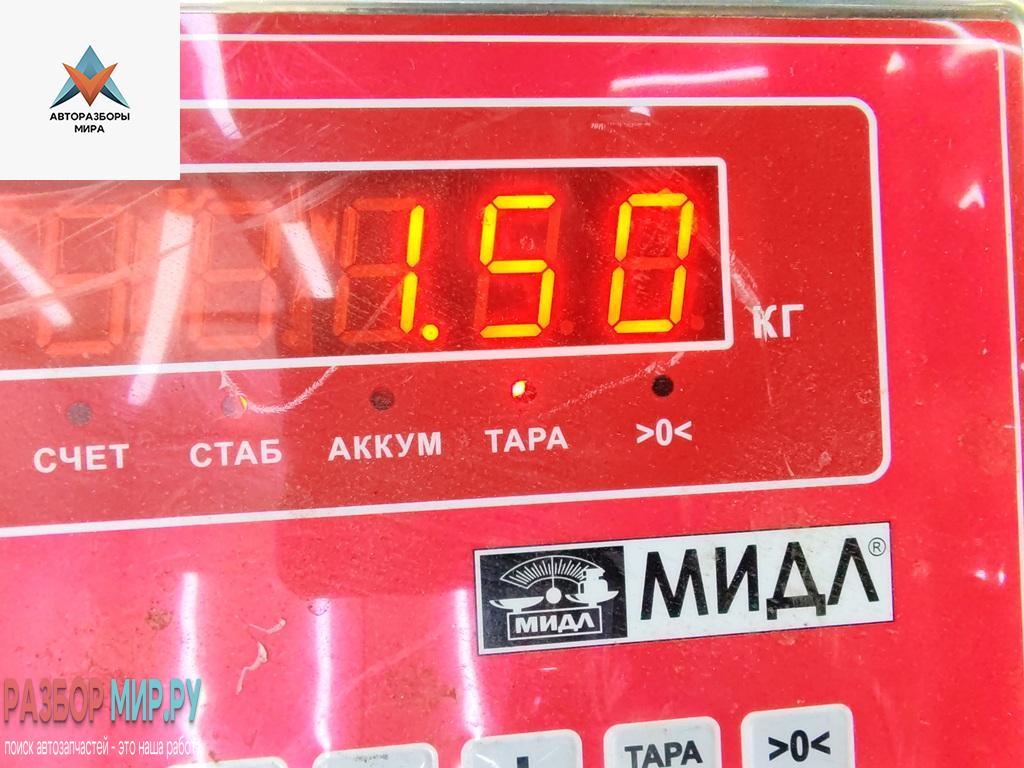 АВТОРАЗБОРЫ
МИРА
1.50
КГ
СЧЕТ СТАБ АККУМ ТАРА >0<
МИДЛ
МИДЛ®
РАЗБОР МИР.РУ
поиск автозапчастей - это наша
ТАРА >0<